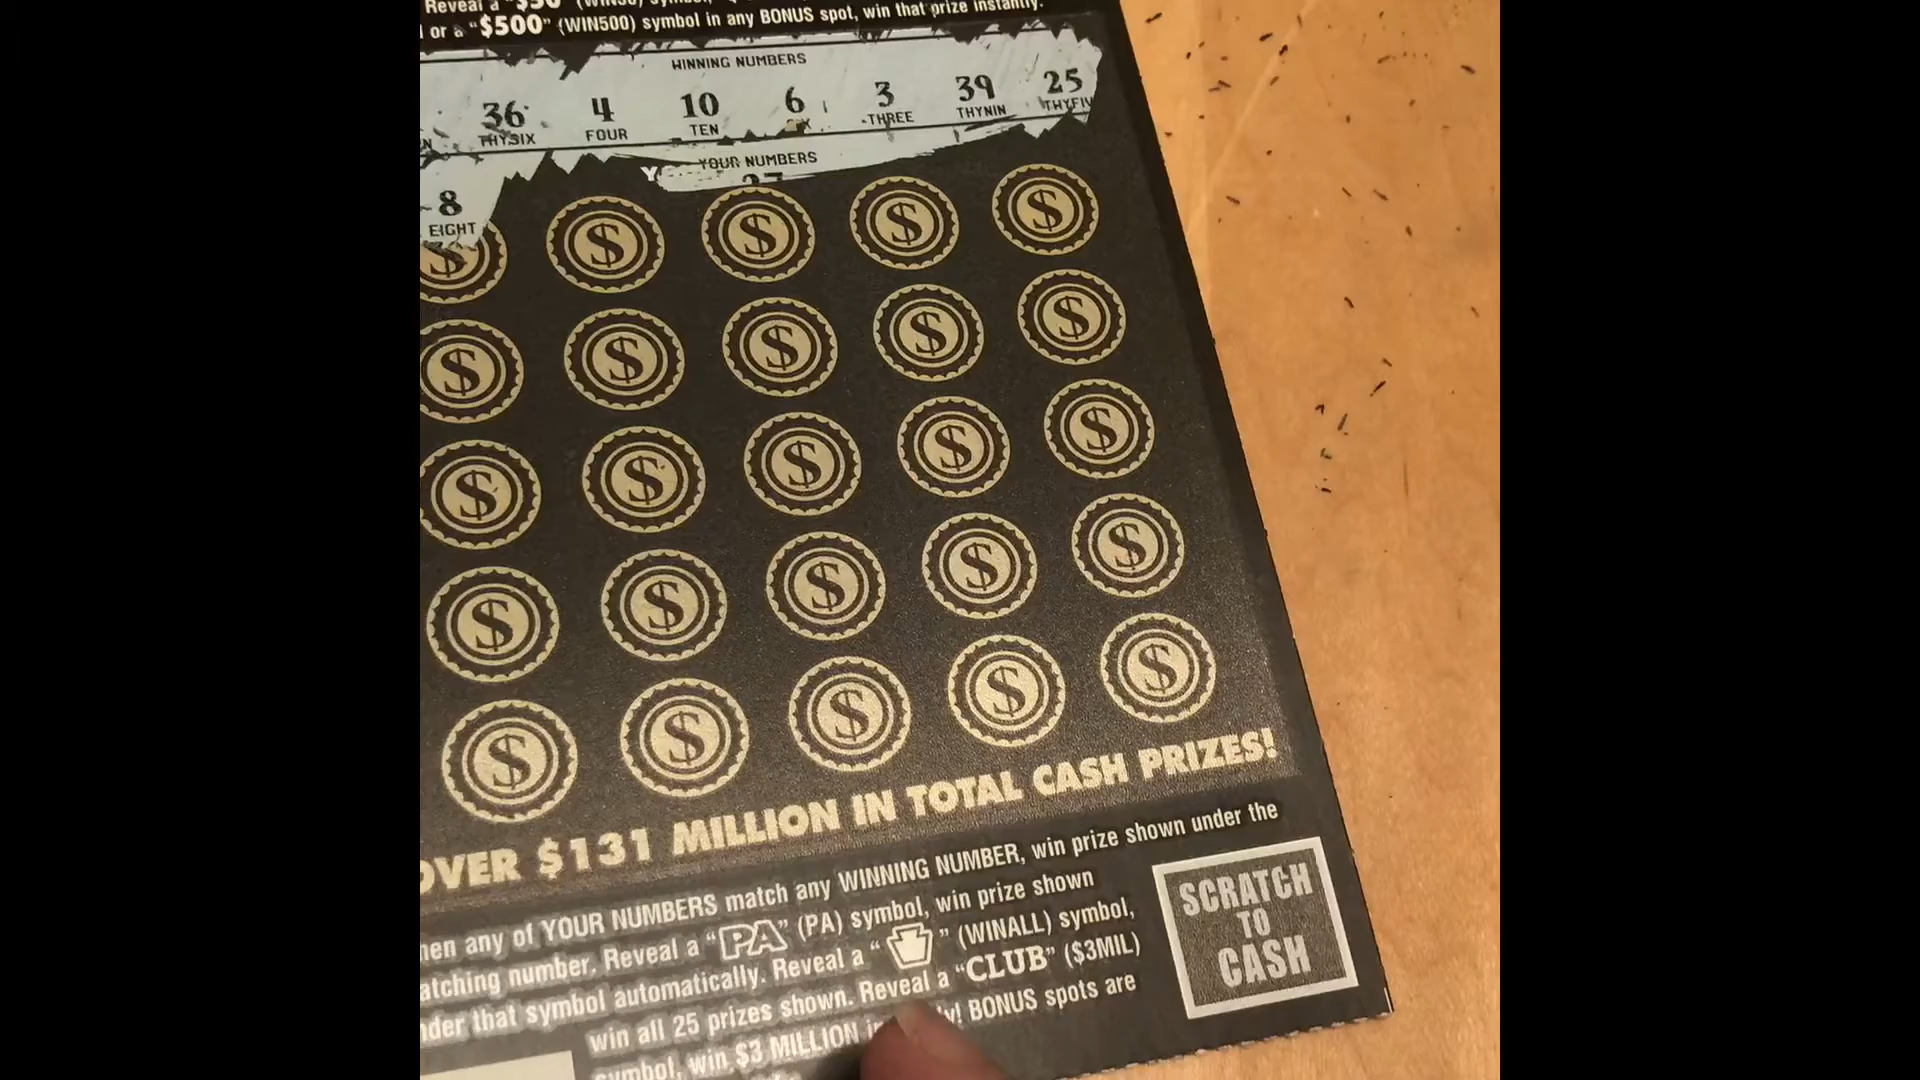 Reveal a "$50" (WIN50)
or a "$500" (WIN500) symbol in any BONUS spot, win that prize instantly.
WINNING NUMBERS
36 4 10 6 3 39 25
THYSIX FOUR TEN THREE THYNIN THYFIV
YOUR NUMBERS
27
8
EIGHT
OVER $131 MILLION IN TOTAL CASH PRIZES!
any of YOUR NUMBERS match any WINNING NUMBER, win prize shown under the
number. Reveal a "PA" (PA) symbol, win prize shown
that symbol automatically. Reveal a " " (WINALL) symbol,
win all 25 prizes shown. Reveal a "CLUB" ($3MIL)
symbol, win $3 MILLION BONUS spots are
SCRATCH
TO
CASH